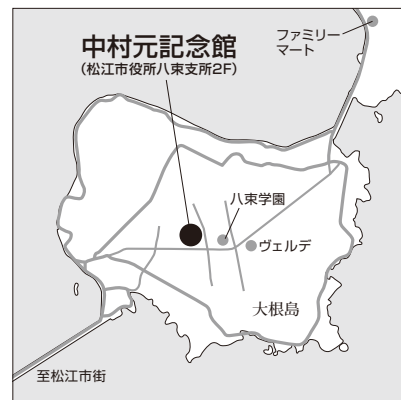 ファミリー
マート
中村元記念館
(松江市役所八束支所2F)
八束学園
ヴェルデ
大根島
至松江市街